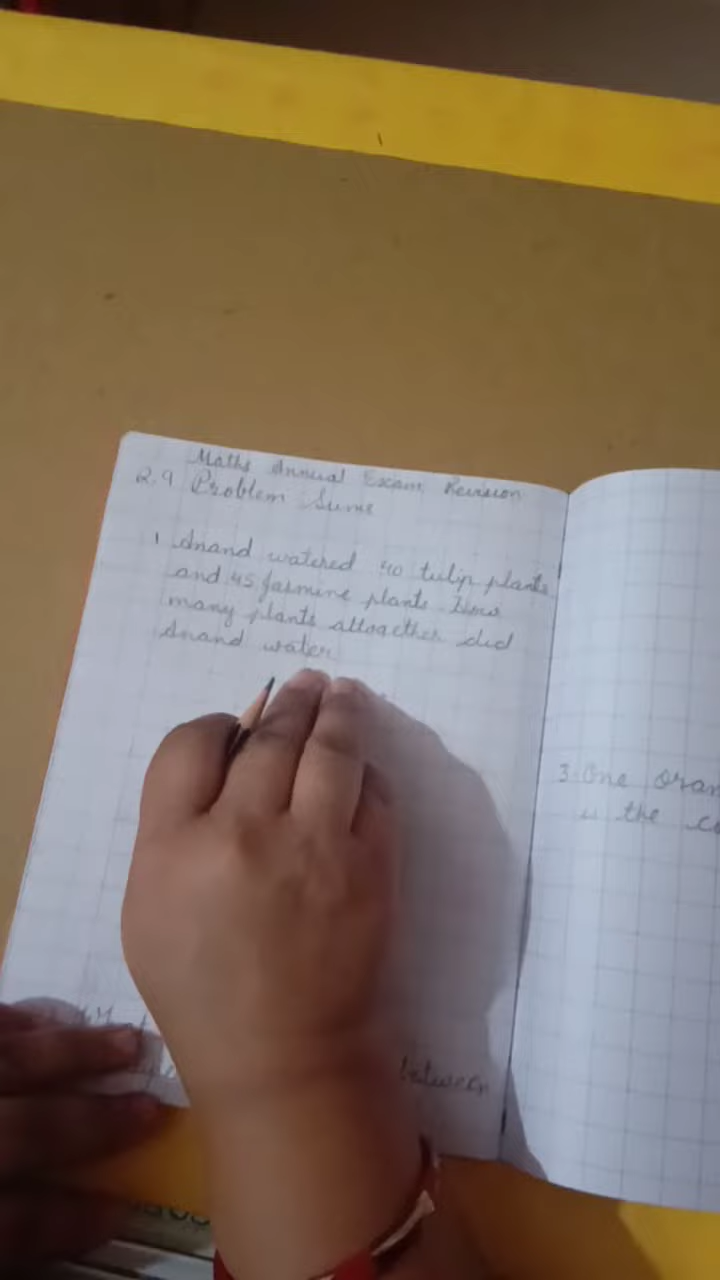 Maths Annual Exam Revision
2.9 Problem Sums
1 Anand watered 40 tulip plants
and 45 Jasmine plants How
many plants altogether did
Anand water
between
3. One
is the